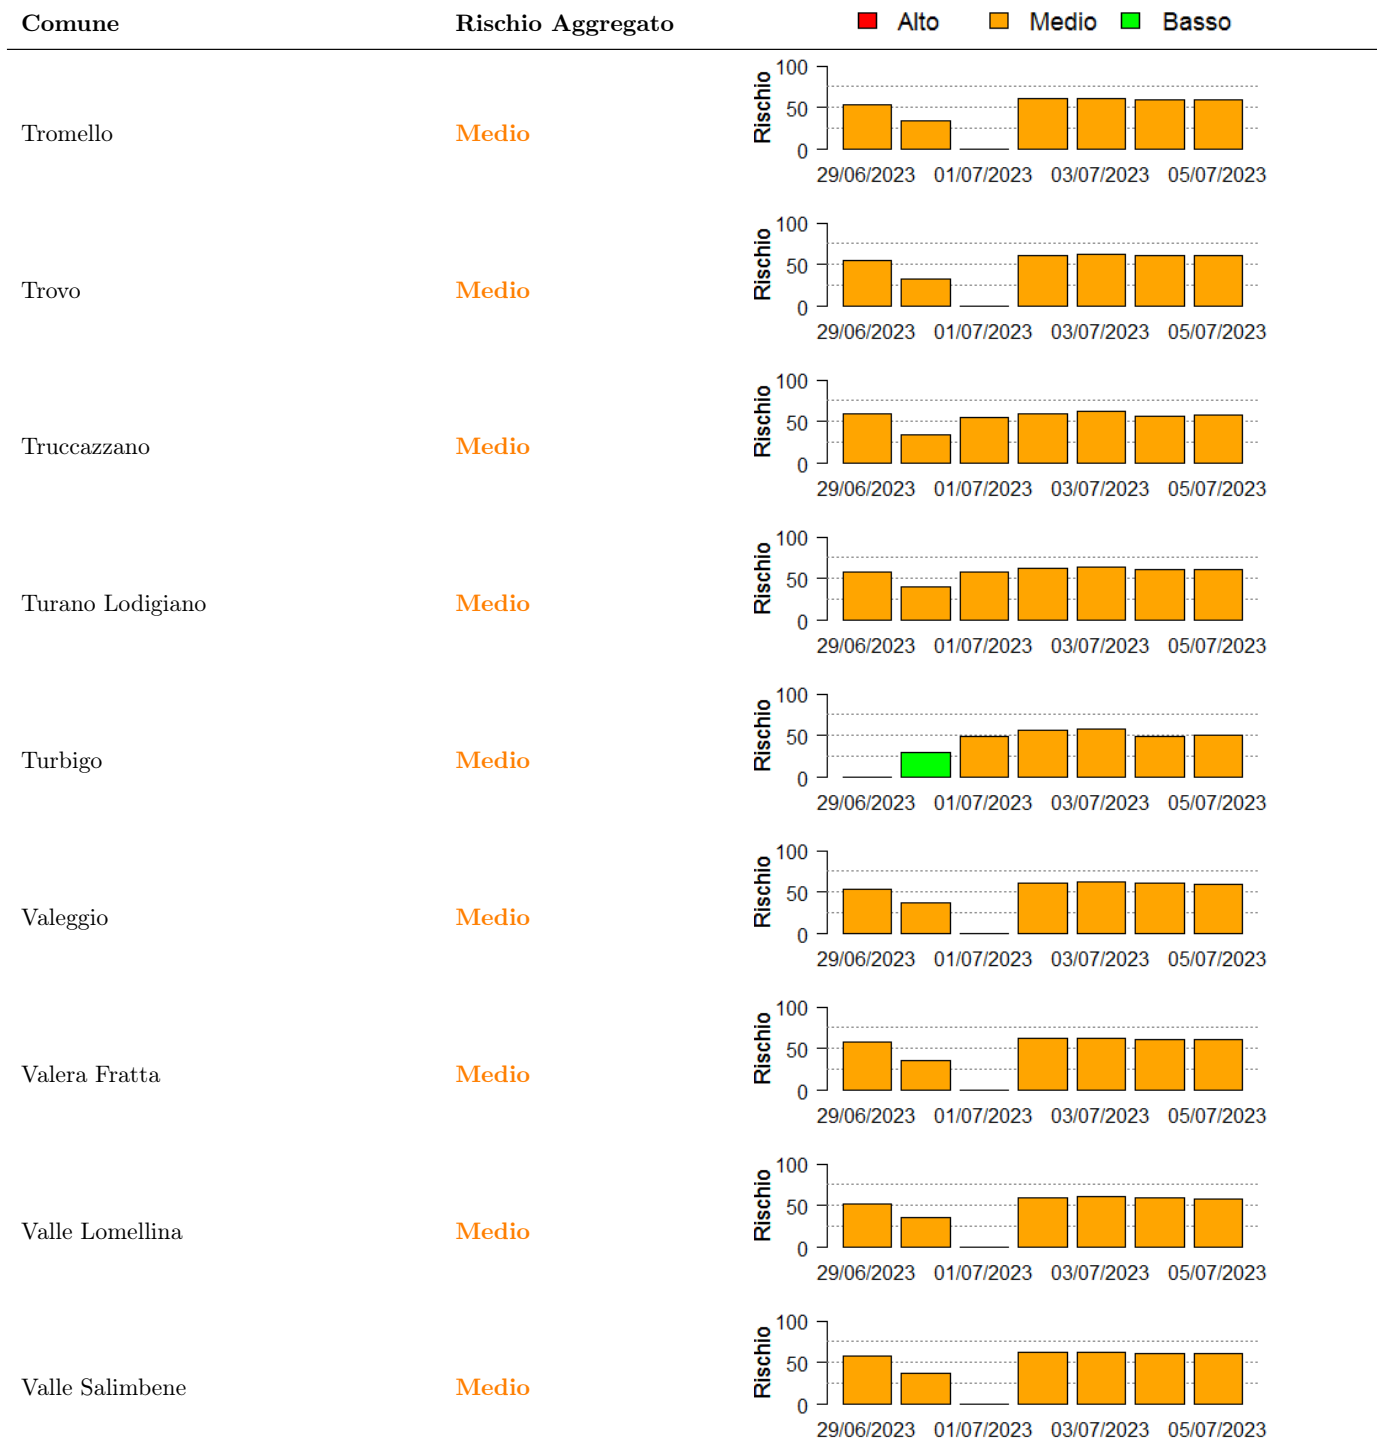 Comune Rischio Aggregato Alto Medio Basso
Tromello Medio Rischio 100 50 0
29/06/2023 01/07/2023 03/07/2023 05/07/2023
Trovo Medio Rischio 100 50 0
29/06/2023 01/07/2023 03/07/2023 05/07/2023
Truccazzano Medio Rischio 100 50 0
29/06/2023 01/07/2023 03/07/2023 05/07/2023
Turano Lodigiano Medio Rischio 100 50 0
29/06/2023 01/07/2023 03/07/2023 05/07/2023
Turbigo Medio Rischio 100 50 0
29/06/2023 01/07/2023 03/07/2023 05/07/2023
Valeggio Medio Rischio 100 50 0
29/06/2023 01/07/2023 03/07/2023 05/07/2023
Valera Fratta Medio Rischio 100 50 0
29/06/2023 01/07/2023 03/07/2023 05/07/2023
Valle Lomellina Medio Rischio 100 50 0
29/06/2023 01/07/2023 03/07/2023 05/07/2023
Valle Salimbene Medio Rischio 100 50 0
29/06/2023 01/07/2023 03/07/2023 05/07/2023